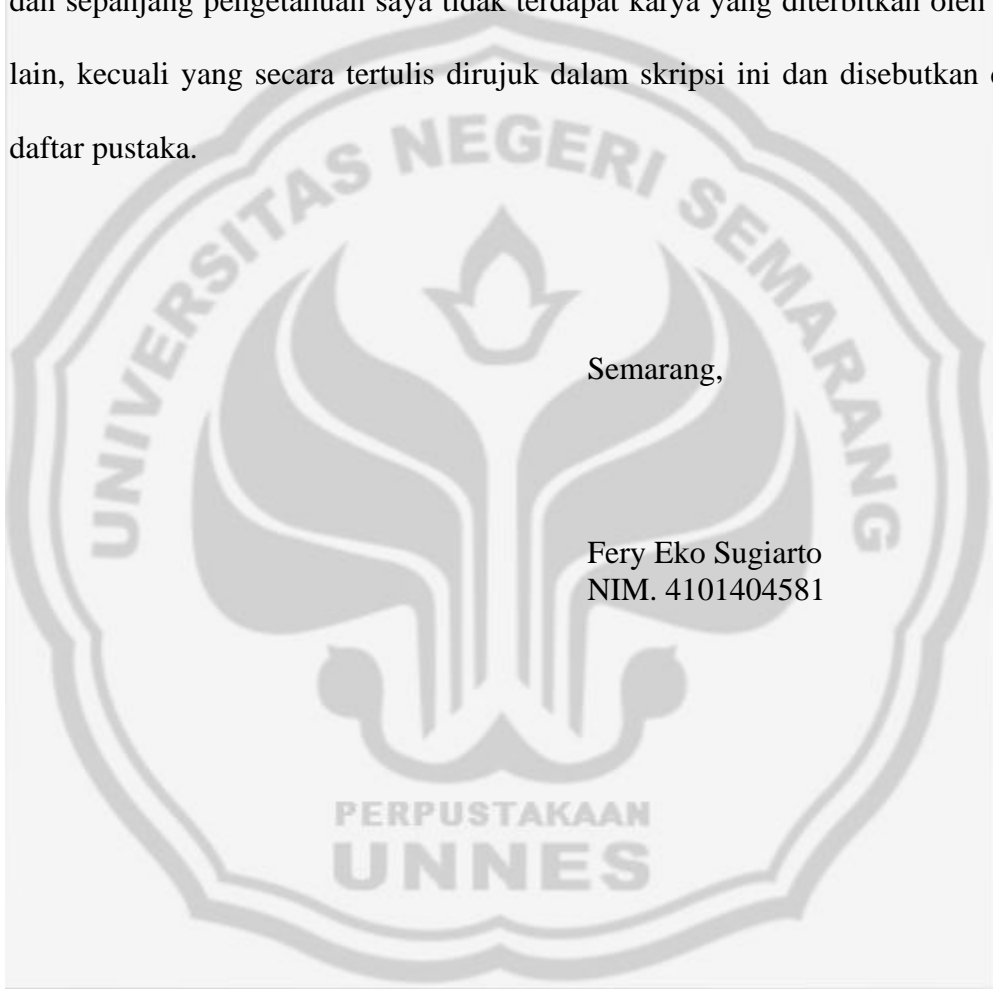 dan sepanjang pengetahuan saya tidak terdapat karya yang diterbitkan oleh
lain, kecuali yang secara tertulis dirujuk dalam skripsi ini dan disebutkan
daftar pustaka.
UNIVERSITAS NEGERI SEMARANG
Semarang,
Fery Eko Sugiarto
NIM. 4101404581
PERPUSTAKAAN
UNNES